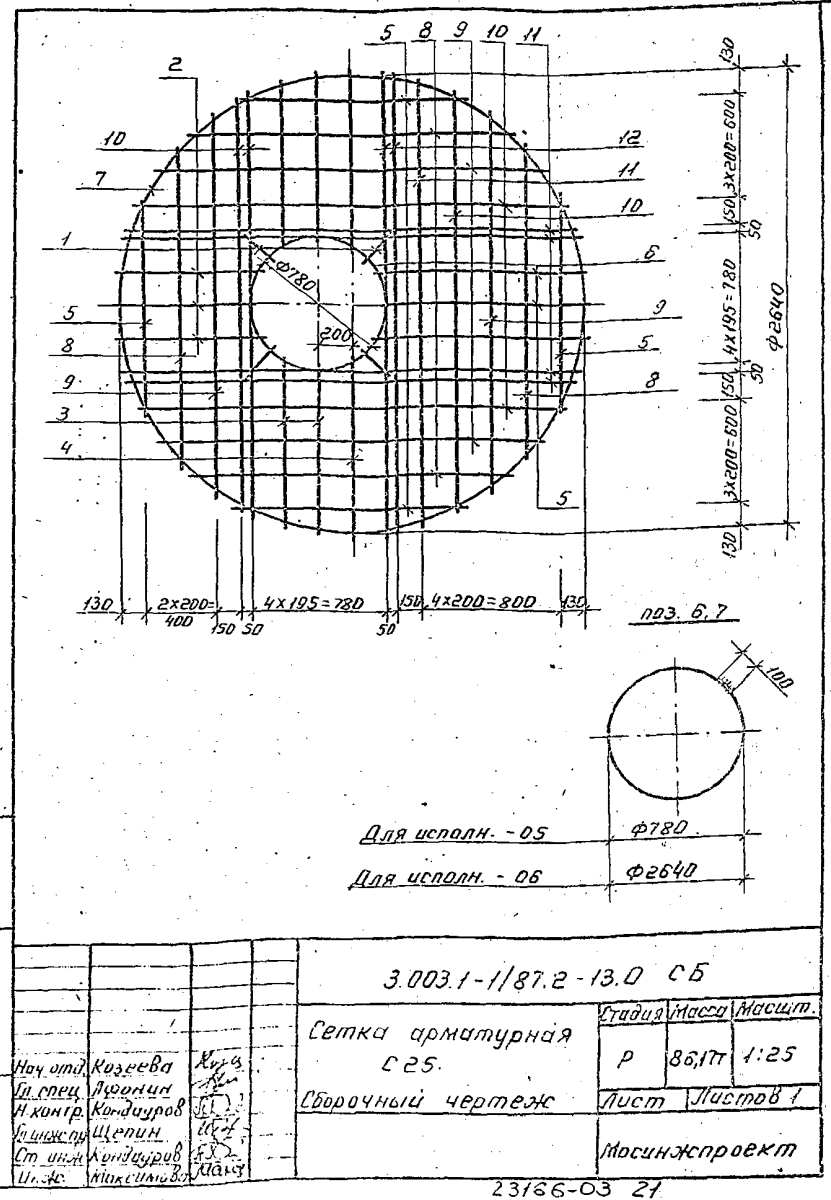 5 8 9 10 11
2
10
7
1
5
8
9
3
4
12
11
10
6
9
5
8
5
Ф780
200
130
3х200=600
150
50
4х195=780
50
150
3х200=600
130
Ф2640
130 2х200=400 150 50 4х195=780 50 150 4х200=800 130
поз. 6,7
100
Для исполн. -05 Ф780
Для исполн. -06 Ф2640
3.003.1-1/87.2-13.0 СБ
Сетка арматурная
С25.
Сборочный чертеж
Стадия Масса Масшт.
Р 86,17 1:25
Лист Листов 1
Мосинжпроект
Нач.отд. Козеева
Гл.спец. Афонин
Н.контр. Кондауров
Гл.инж.пр. Щепин
Ст.инж. Кондауров
Инж. Максимова
23166-03 21